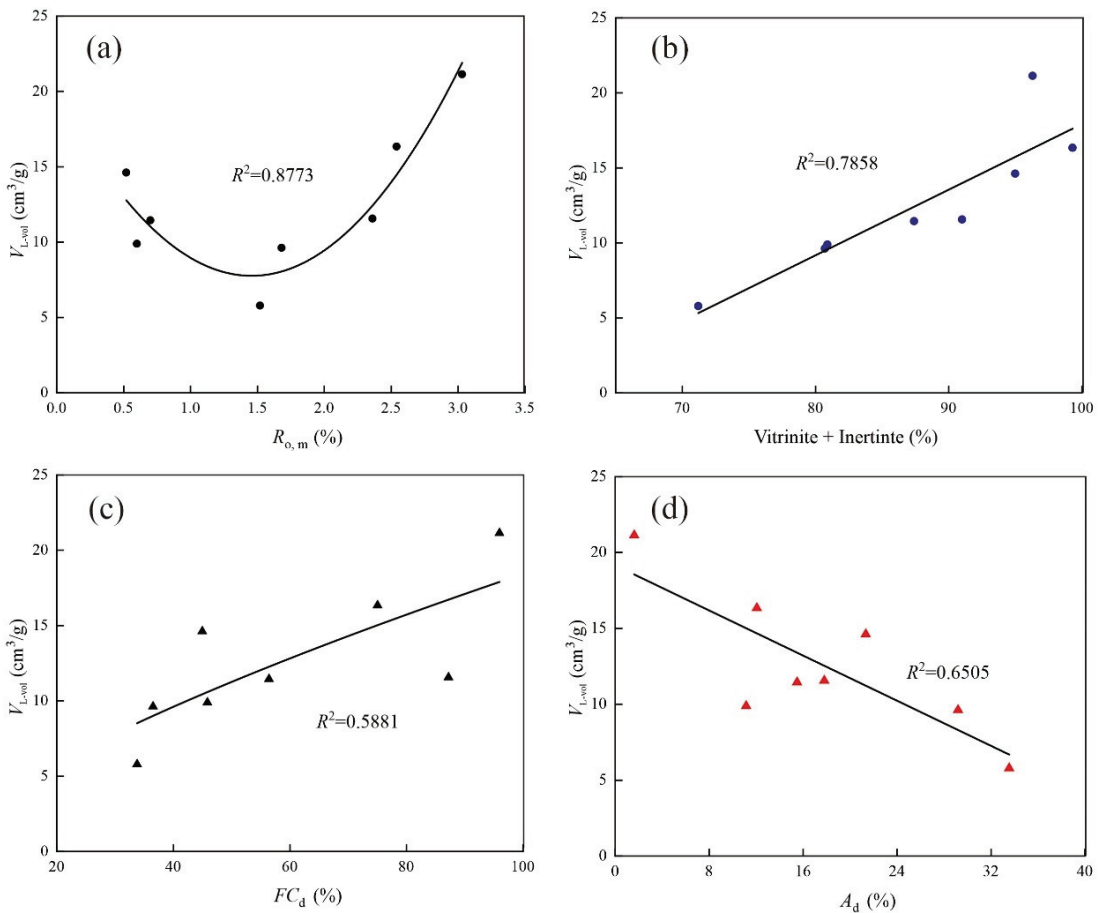 (a)
25
20
15
10
5
0
V_L-vol (cm³/g)
R²=0.8773
0.0 0.5 1.0 1.5 2.0 2.5 3.0 3.5
R_o, m (%)
(b)
25
20
15
10
5
0
V_L-vol (cm³/g)
R²=0.7858
70 80 90 100
Vitrinite + Inertinte (%)
(c)
25
20
15
10
5
0
V_L-vol (cm³/g)
R²=0.5881
20 40 60 80 100
FC_d (%)
(d)
25
20
15
10
5
0
V_L-vol (cm³/g)
R²=0.6505
0 8 16 24 32 40
A_d (%)